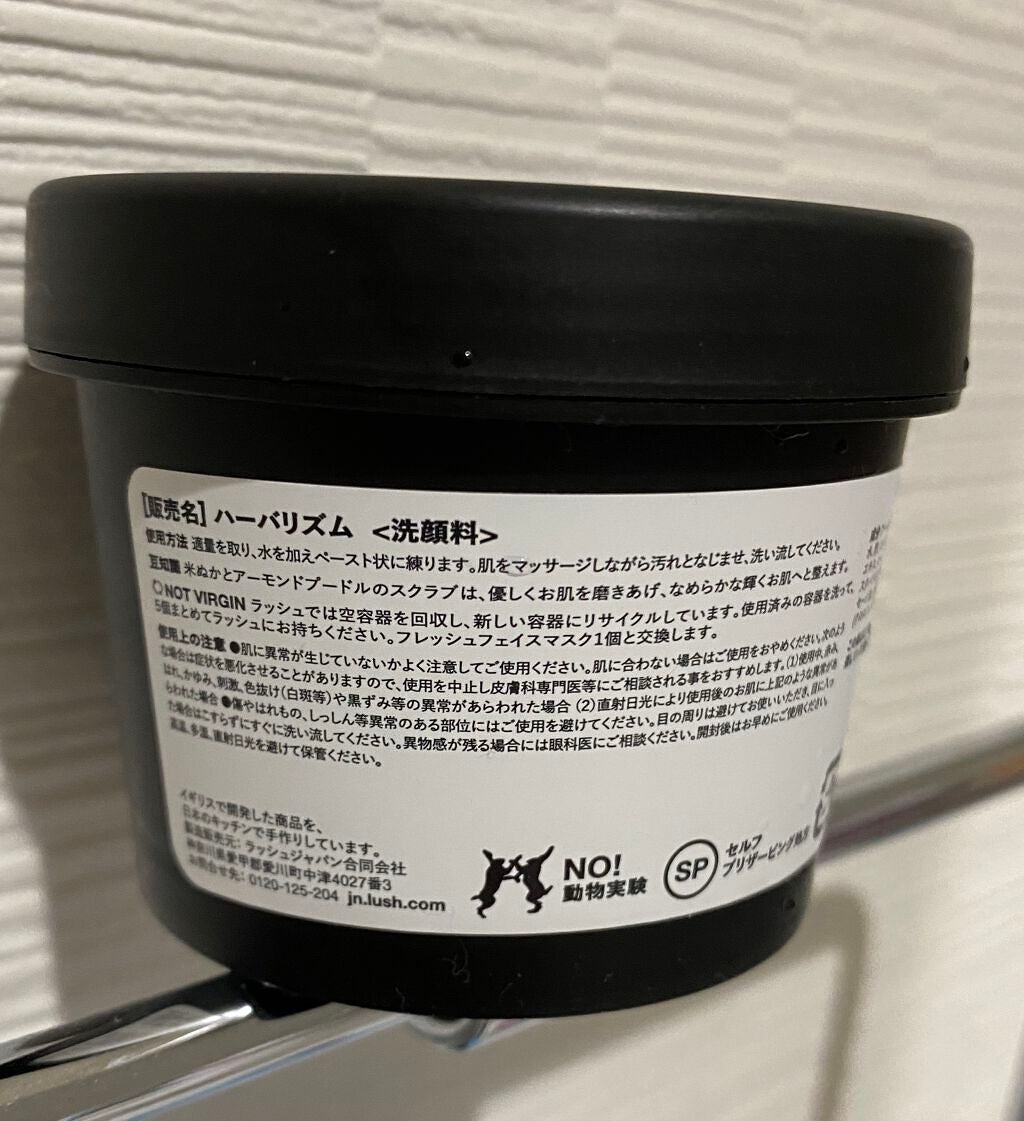 [販売名] ハーバリズム <洗顔料>
使用方法 適量を取り、水を加えペースト状に練ります。肌をマッサージしながら汚れとなじませ、洗い流してください。
豆知識 米ぬかとアーモンドプードルのスクラブは、優しくお肌を磨きあげ、なめらかな輝くお肌へと整えます。
NOT VIRGIN ラッシュでは空容器を回収し、新しい容器にリサイクルしています。使用済みの容器を洗って、
5個まとめてラッシュにお持ちください。フレッシュフェイスマスク1個と交換します。
使用上の注意 ●肌に異常が生じていないかよく注意してご使用ください。肌に合わない場合はご使用をおやめください。次のよう
な場合は症状を悪化させることがありますので、使用を中止し皮膚科専門医等にご相談される事をおすすめします。(1)使用中、赤み
はれ、かゆみ、刺激、色抜け(白斑等)や黒ずみ等の異常があらわれた場合 (2)直射日光により使用後のお肌に上記のような異常があ
らわれた場合 ●傷やはれもの、しっしん等異常のある部位にはご使用を避けてください。目の周りは避けてお使いいただき、目に入っ
た場合はこすらずにすぐに洗い流してください。異物感が残る場合には眼科医にご相談ください。開封後はお早めにご使用ください。
高温、多湿、直射日光を避けて保管ください。
イギリスで開発した商品を、
日本のキッチンで手作りしています。
製造販売元: ラッシュジャパン合同会社
神奈川県愛甲郡愛川町中津4027番3
お問合せ先: 0120-125-204 jn.lush.com
NO!
動物実験
SP
セルフ
プリザービング処方